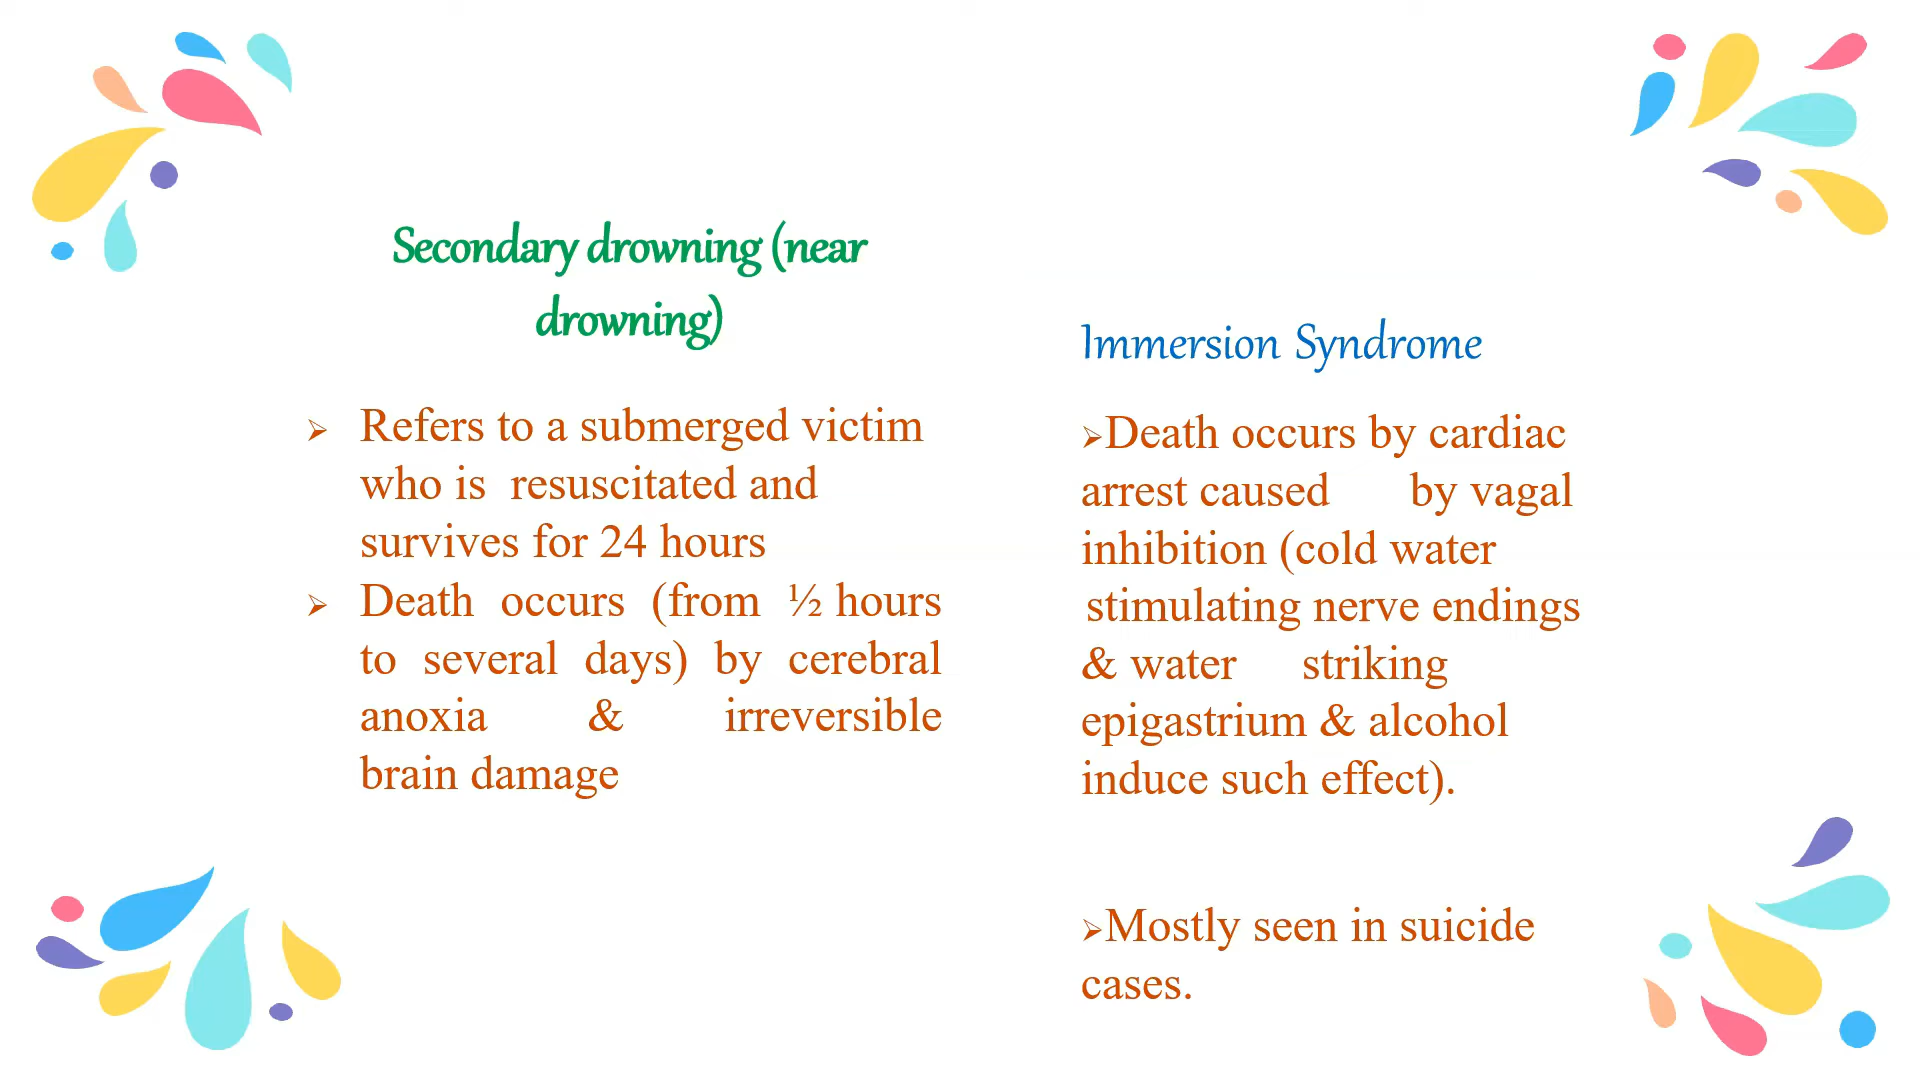 Secondary drowning (near
drowning)
➢ Refers to a submerged victim
who is resuscitated and
survives for 24 hours
➢ Death occurs (from ½ hours
to several days) by cerebral
anoxia & irreversible
brain damage
Immersion Syndrome
➢Death occurs by cardiac
arrest caused by vagal
inhibition (cold water
stimulating nerve endings
& water striking
epigastrium & alcohol
induce such effect).
➢Mostly seen in suicide
cases.